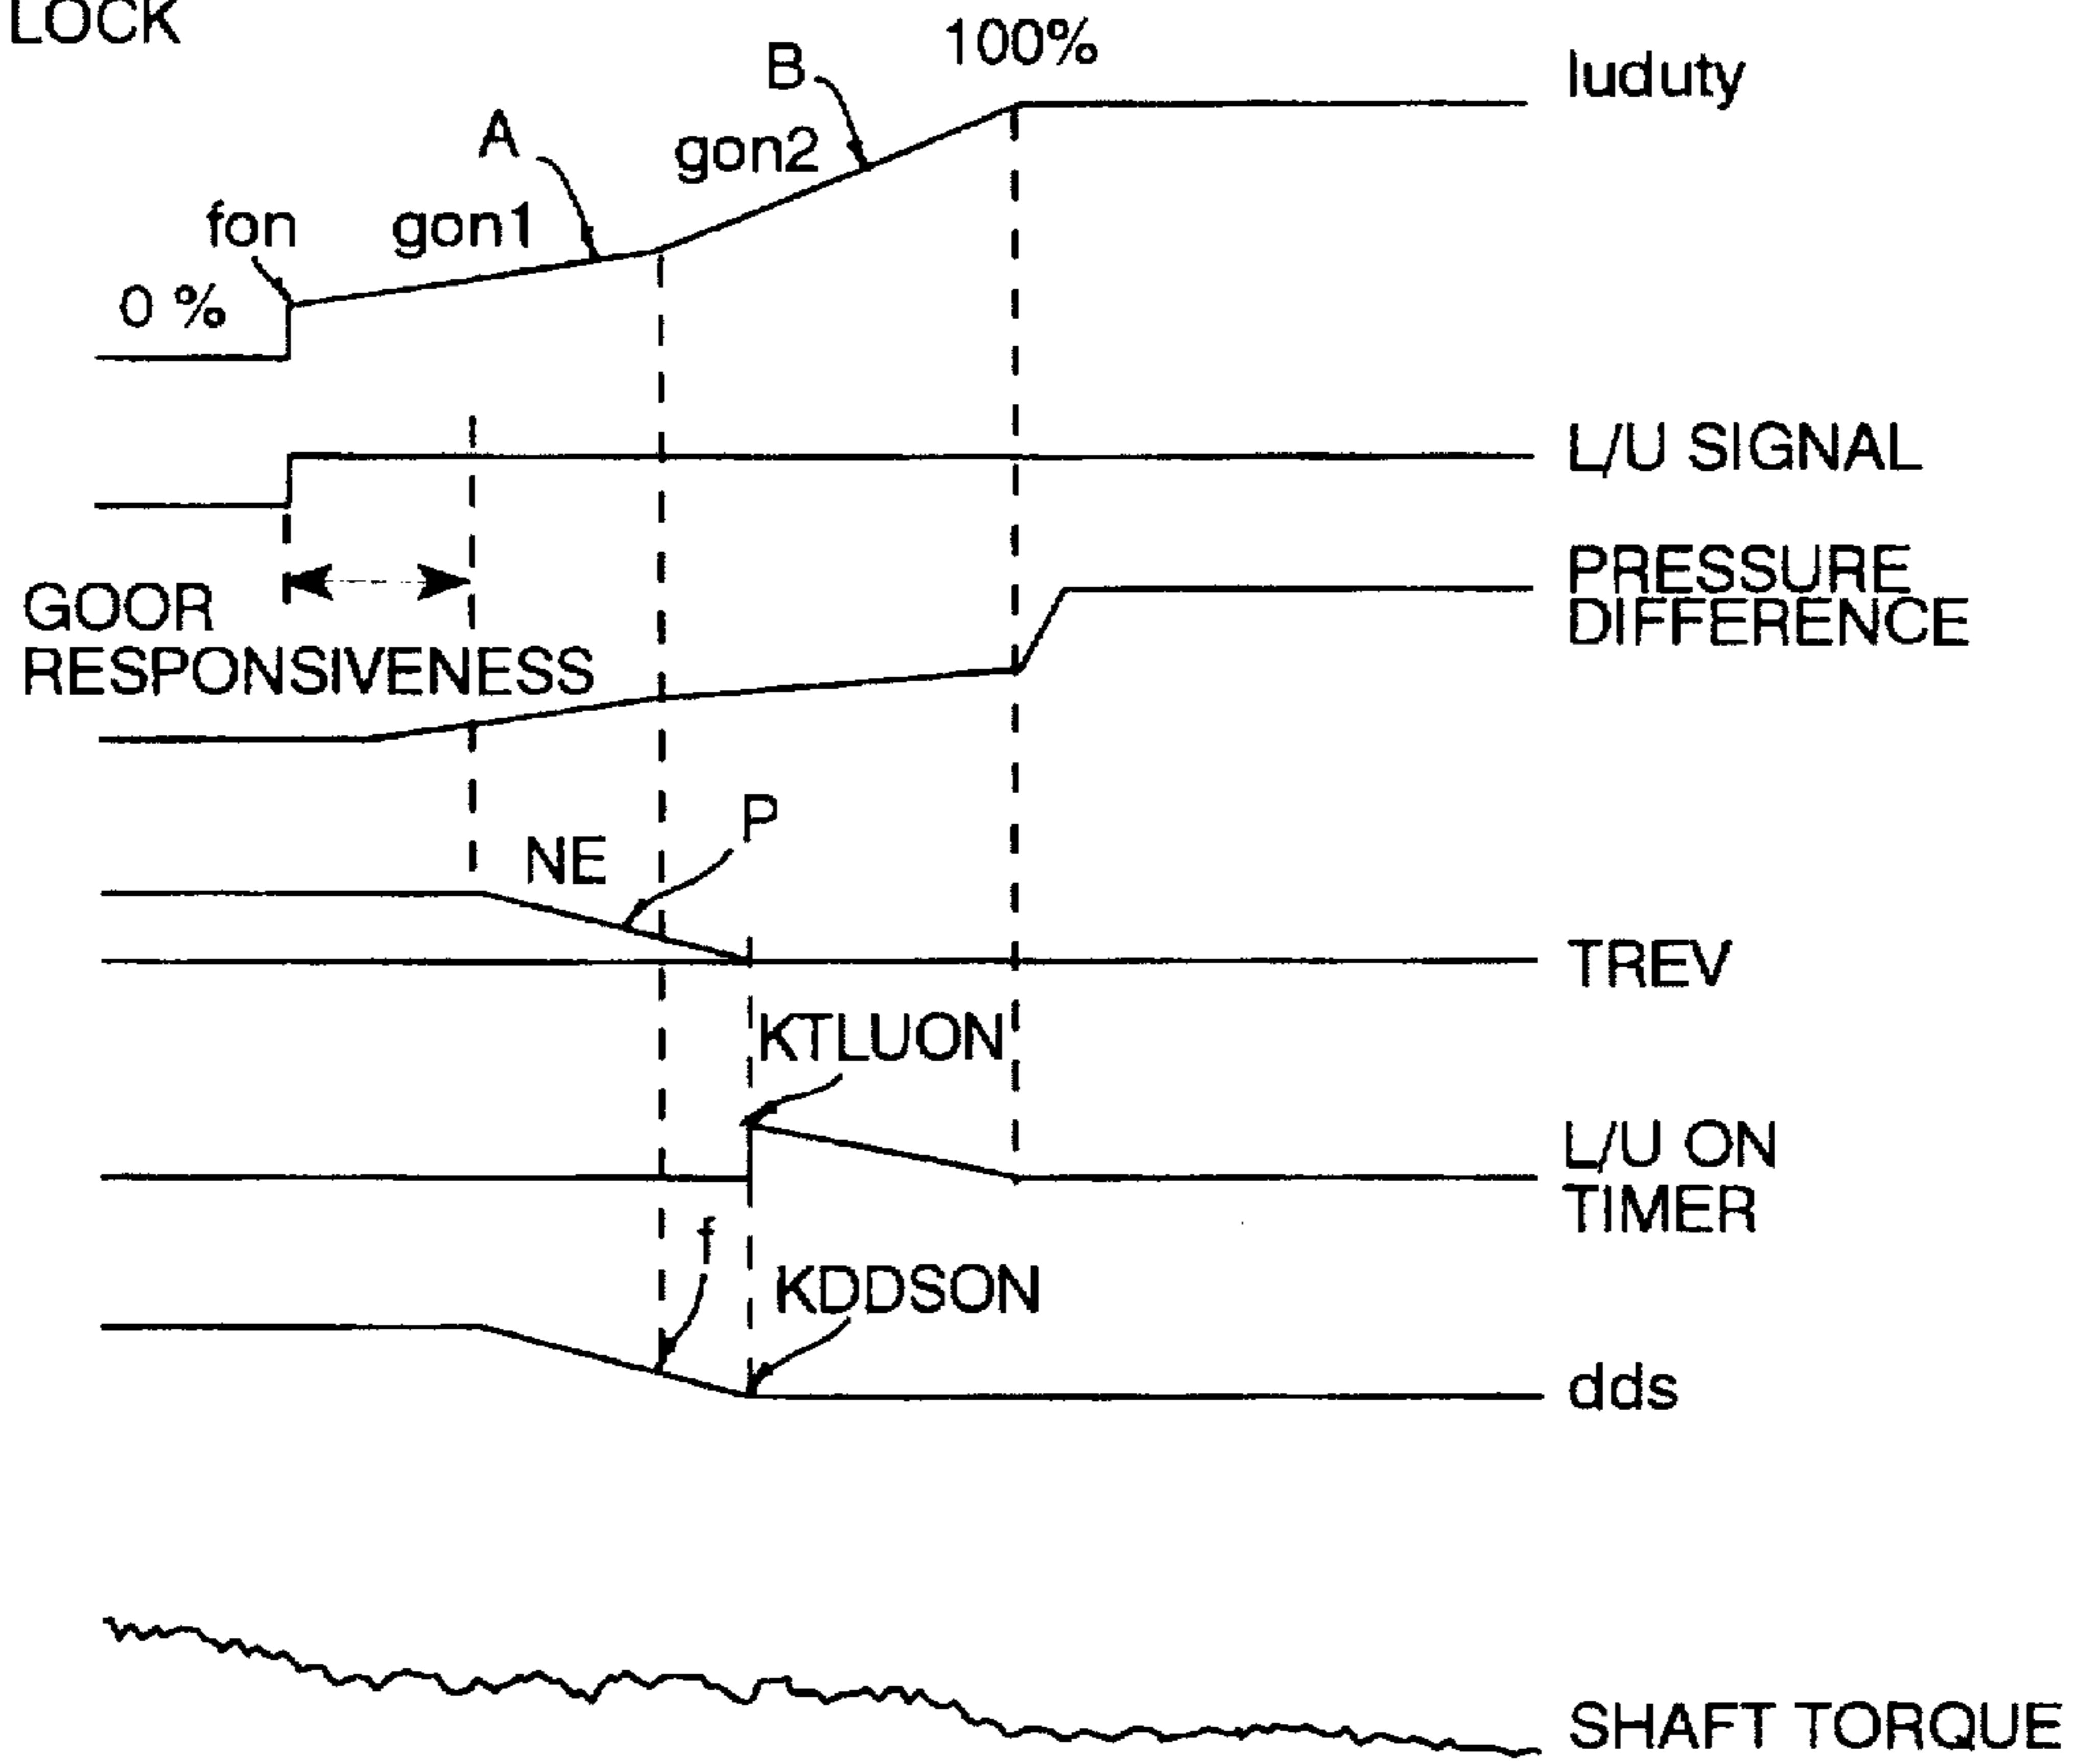 LOCK
100%
B
luduty
A
gon2
fon
gon1
0 %
L/U SIGNAL
PRESSURE
DIFFERENCE
GOOR
RESPONSIVENESS
P
NE
TREV
KTLUON
L/U ON
TIMER
f
KDDSON
dds
SHAFT TORQUE